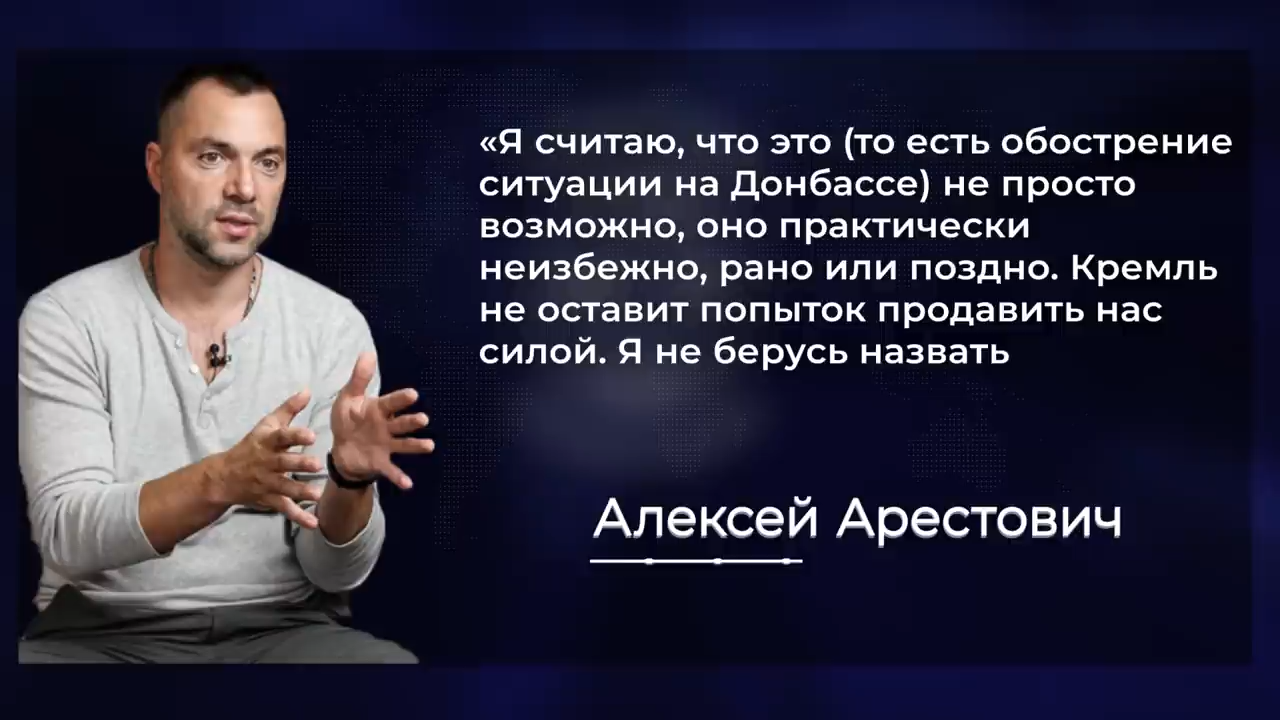 «Я считаю, что это (то есть обострение
ситуации на Донбассе) не просто
возможно, оно практически
неизбежно, рано или поздно. Кремль
не оставит попыток продавить нас
силой. Я не берусь назвать
Алексей Арестович